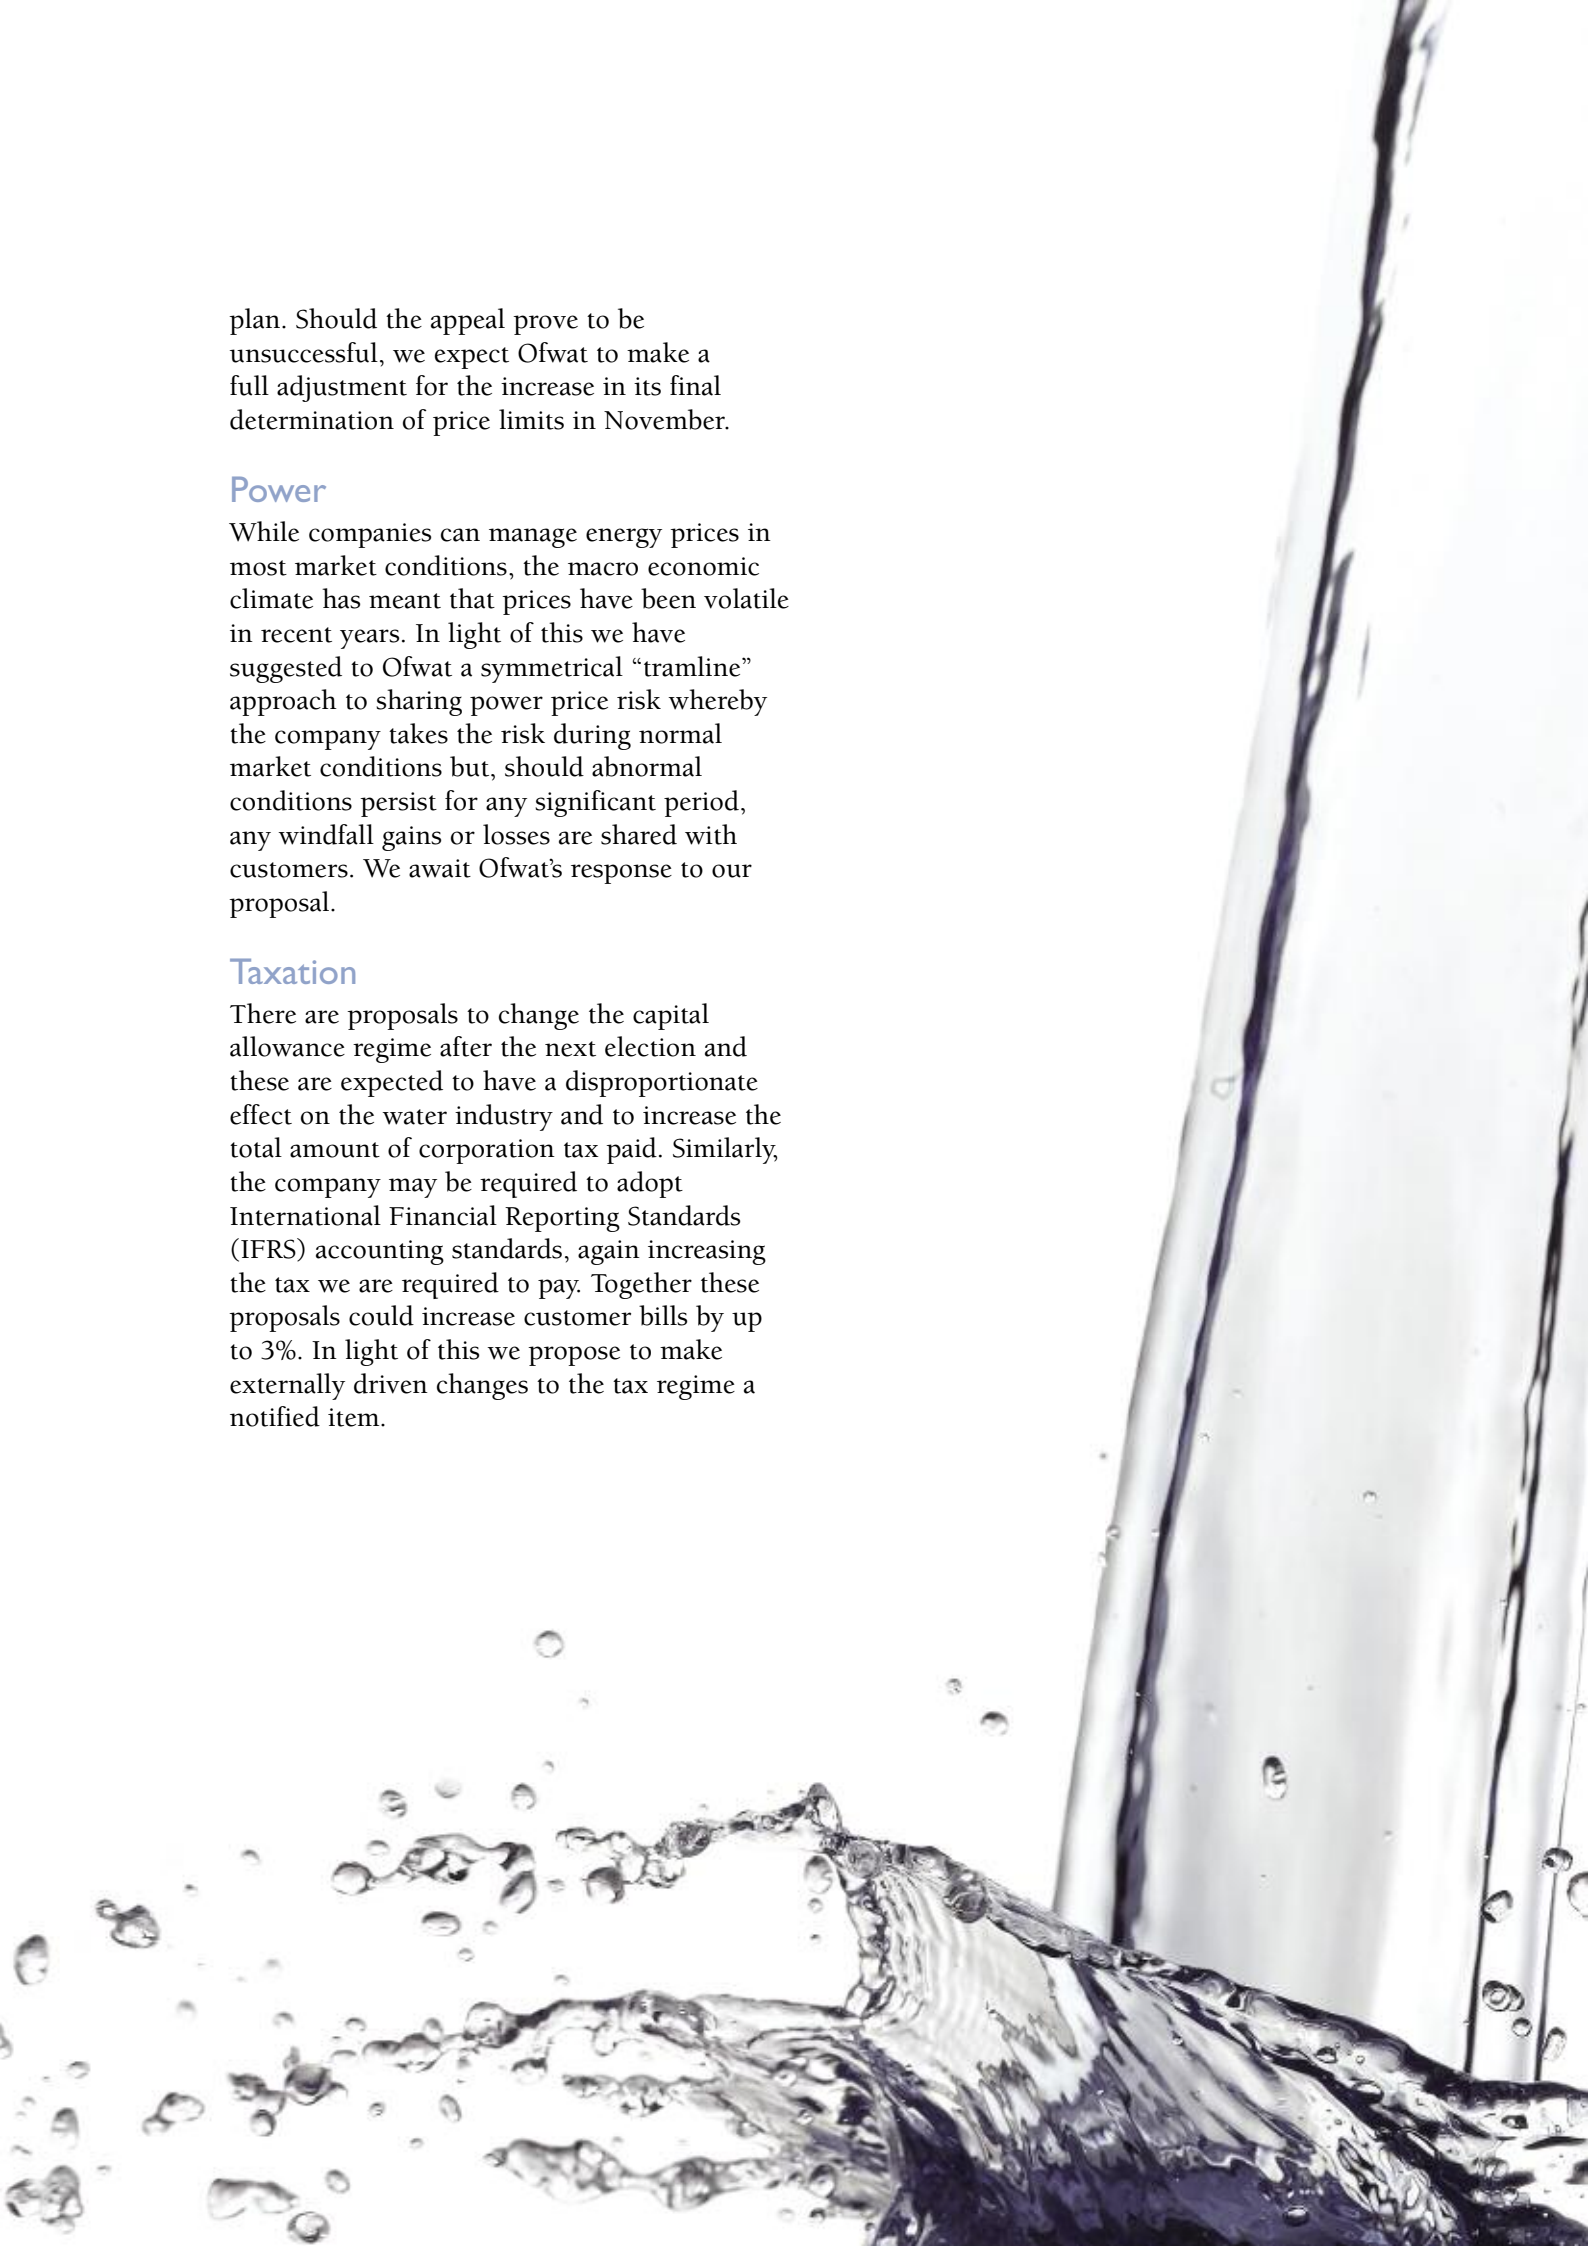 plan. Should the appeal prove to be
unsuccessful, we expect Ofwat to make a
full adjustment for the increase in its final
determination of price limits in November.
Power
While companies can manage energy prices in
most market conditions, the macro economic
climate has meant that prices have been volatile
in recent years. In light of this we have
suggested to Ofwat a symmetrical “tramline”
approach to sharing power price risk whereby
the company takes the risk during normal
market conditions but, should abnormal
conditions persist for any significant period,
any windfall gains or losses are shared with
customers. We await Ofwat’s response to our
proposal.
Taxation
There are proposals to change the capital
allowance regime after the next election and
these are expected to have a disproportionate
effect on the water industry and to increase the
total amount of corporation tax paid. Similarly,
the company may be required to adopt
International Financial Reporting Standards
(IFRS) accounting standards, again increasing
the tax we are required to pay. Together these
proposals could increase customer bills by up
to 3%. In light of this we propose to make
externally driven changes to the tax regime a
notified item.